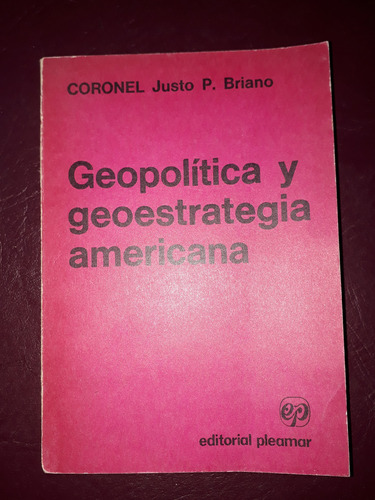 CORONEL Justo P. Briano
Geopolítica y
geoestrategia
americana
ep
editorial pleamar